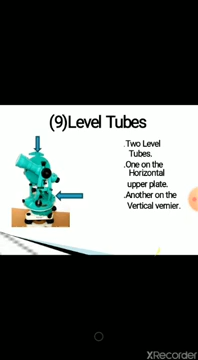 (9)Level Tubes
.Two Level
Tubes.
.One on the
Horizontal
upper plate.
.Another on the
Vertical vernier.
XRecorder